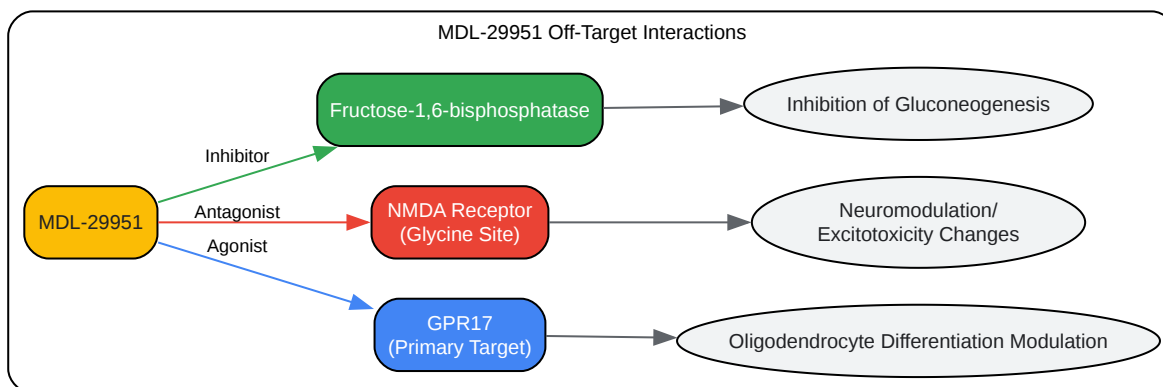 MDL-29951 Off-Target Interactions
Fructose-1,6-bisphosphatase
Inhibition of Gluconeogenesis
Inhibitor
MDL-29951
Antagonist
NMDA Receptor
(Glycine Site)
Neuromodulation/
Excitotoxicity Changes
Agonist
GPR17
(Primary Target)
Oligodendrocyte Differentiation Modulation